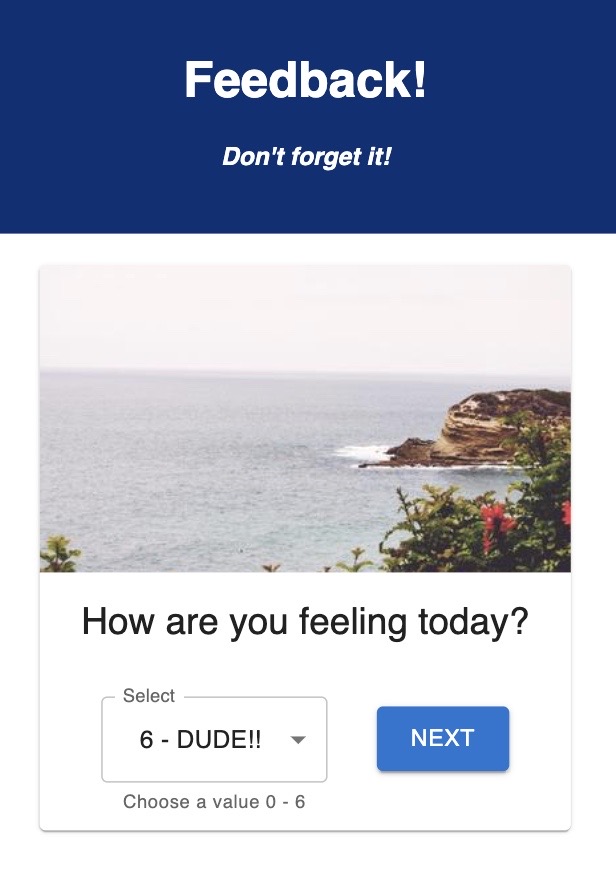 Feedback!
Don't forget it!
How are you feeling today?
Select
6 - DUDE!!
NEXT
Choose a value 0 - 6